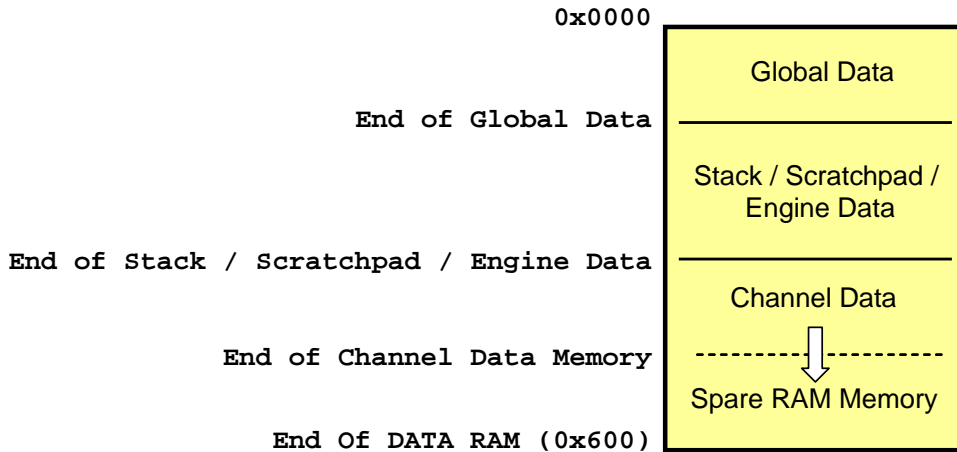 0x0000
Global Data
End of Global Data
Stack / Scratchpad /
Engine Data
End of Stack / Scratchpad / Engine Data
Channel Data
End of Channel Data Memory
Spare RAM Memory
End Of DATA RAM (0x600)